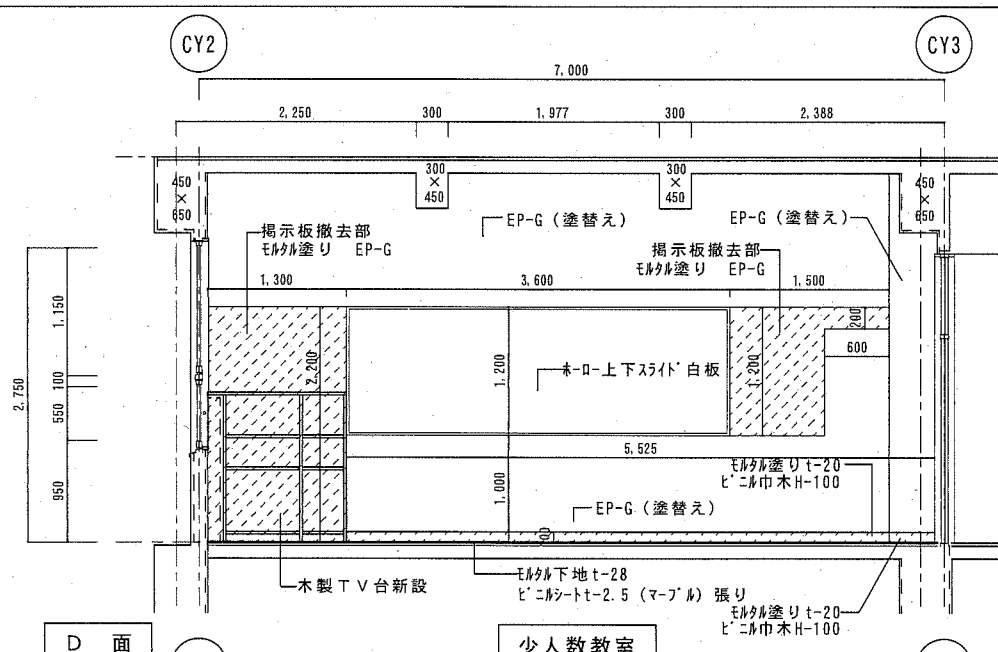 CY2
CY3
7,000
2,250
300
1,977
300
2,388
450
×
650
300
×
450
300
×
450
450
×
650
EP-G (塗替え)
EP-G (塗替え)
掲示板撤去部
モルタル塗り EP-G
掲示板撤去部
モルタル塗り EP-G
1,300
3,600
1,500
2,750
1,150
100
550
950
2,200
1,200
ホーロー上下スライド白板
1,200
200
600
5,525
1,000
モルタル塗りt-20
ビニル巾木H-100
EP-G (塗替え)
木製TV台新設
モルタル下地t-28
ビニルシートt-2.5 (マーブル) 張り
モルタル塗りt-20
ビニル巾木H-100
D 面
少人数教室